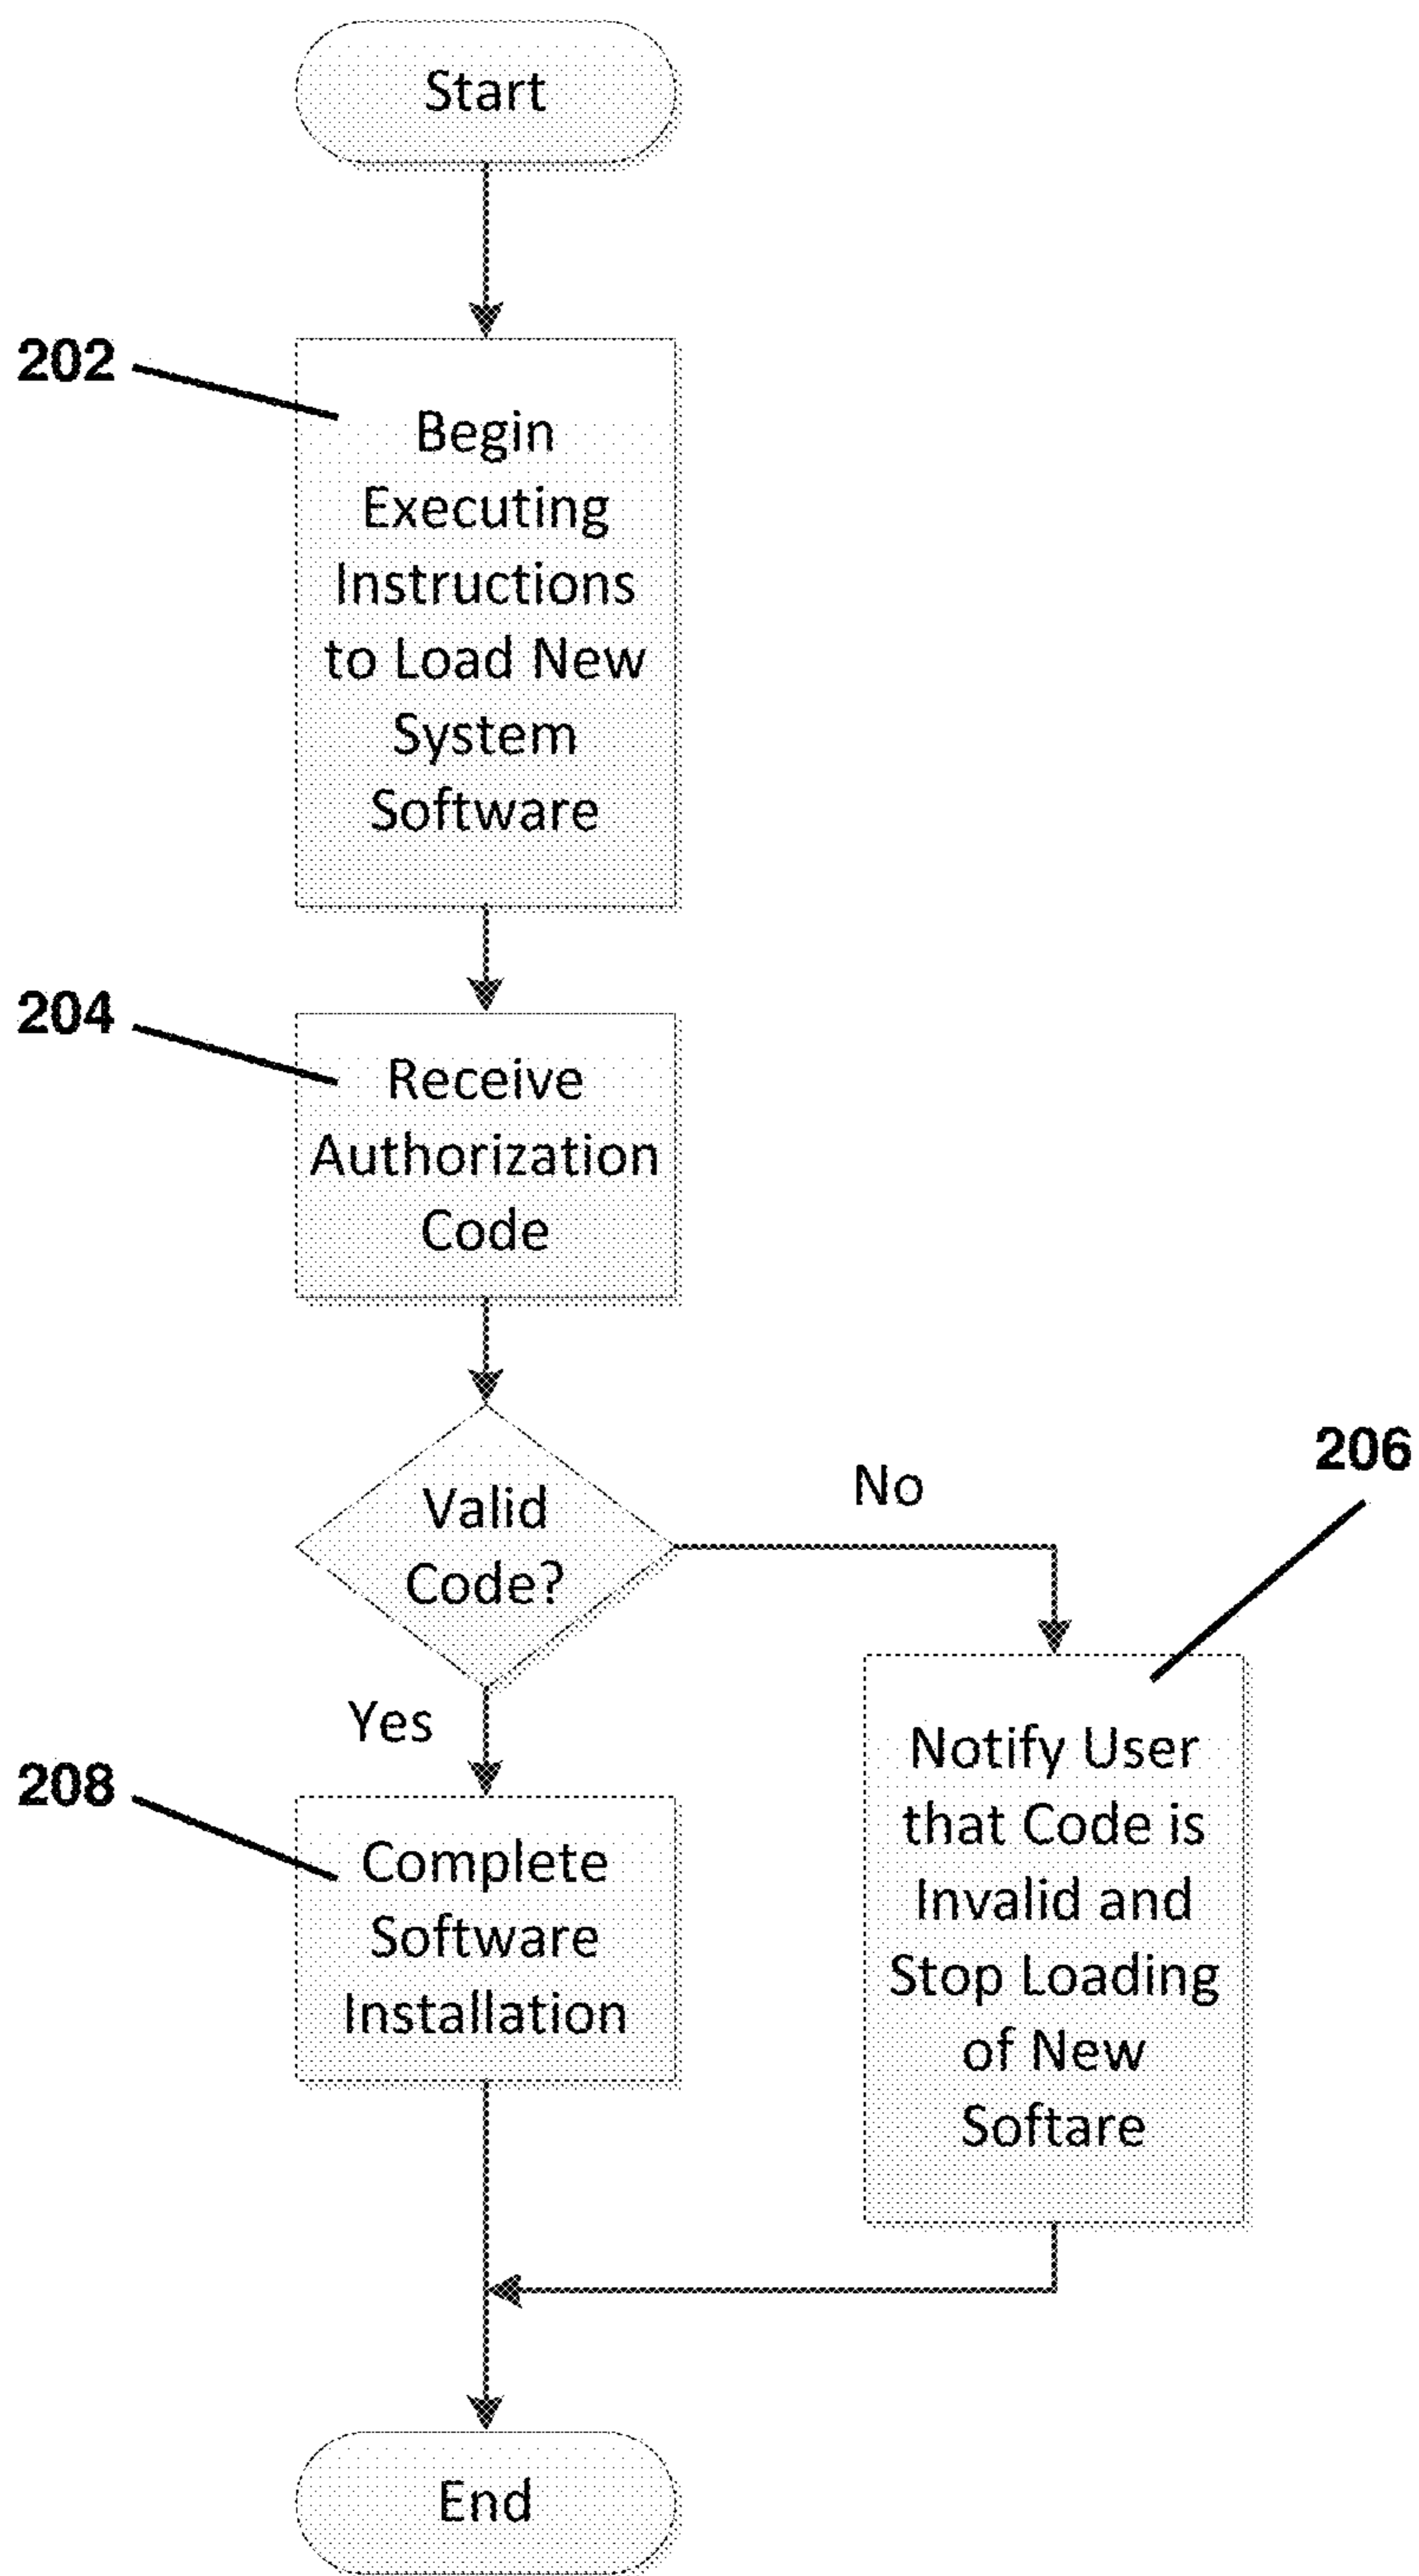 Start
202
Begin
Executing
Instructions
to Load New
System
Software
204
Receive
Authorization
Code
Valid
Code?
No
206
Yes
208
Complete
Software
Installation
Notify User
that Code is
Invalid and
Stop Loading
of New
Softare
End